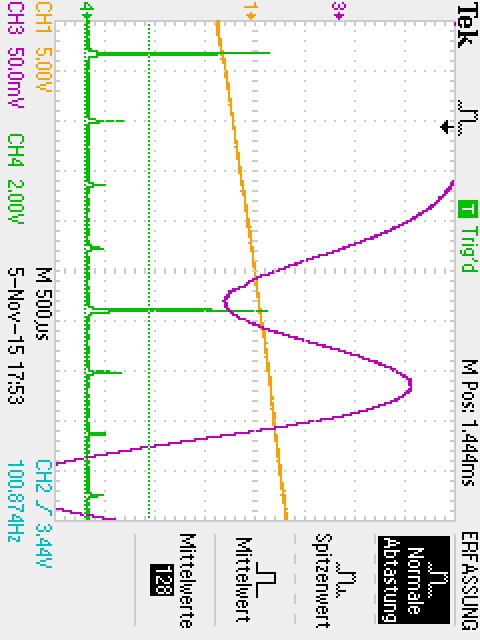 Tek T Trig'd M Pos: 1.444ms ERFASSUNG
Normale
Abtastung
3
Spitzenwert
1
Mittelwert
Mittelwerte
128
4
CH1 5.00V M 500µs CH2 3.44V
CH3 50.0mV CH4 2.00V 5-Nov-15 17:53 100.874Hz